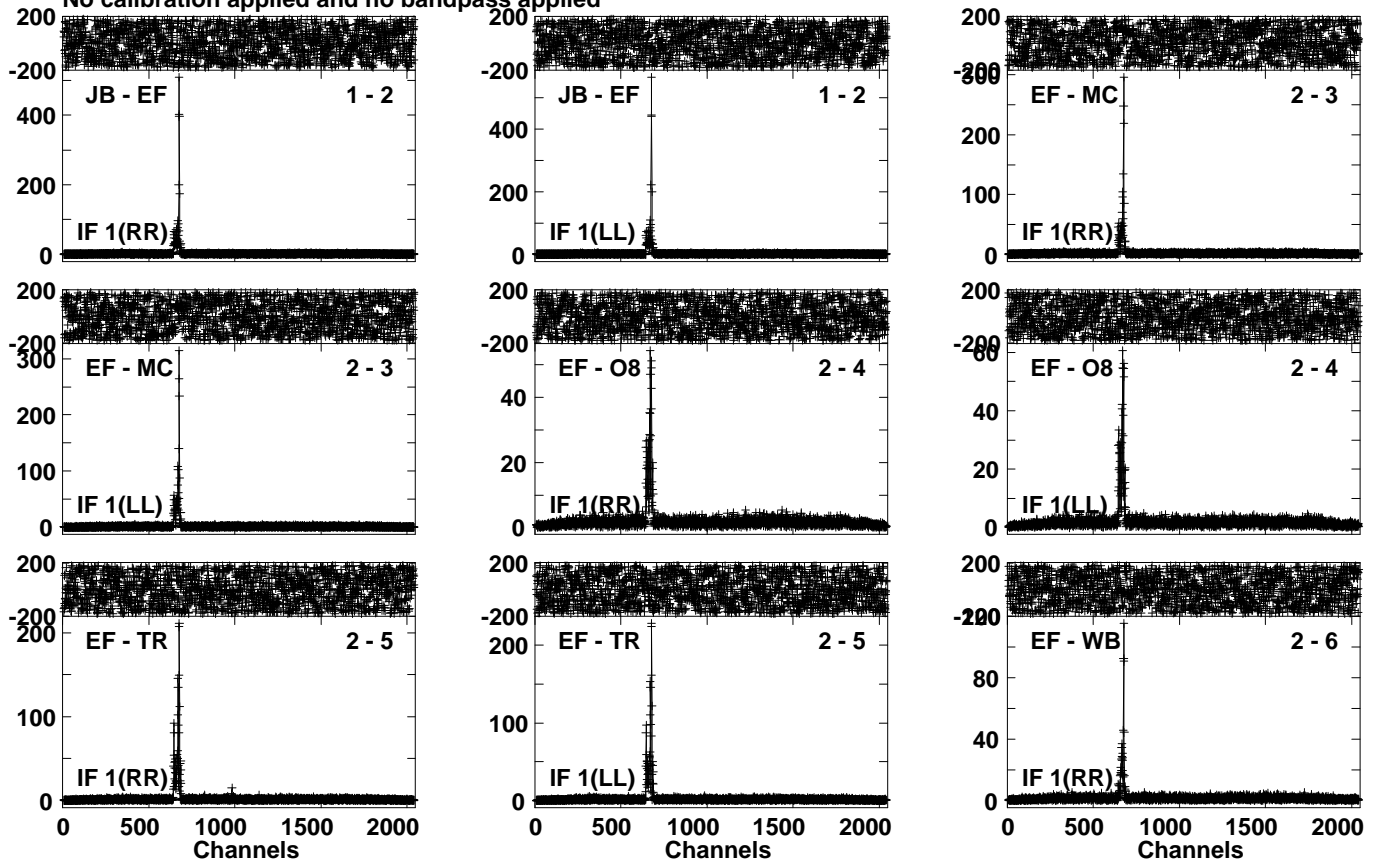 No calibration applied and no bandpass applied
200 200 200
-200 -200 -200
JB - EF 1 - 2 JB - EF 1 - 2 EF - MC 2 - 3
300
400 400 200
200 200 100
IF 1(RR) IF 1(LL) IF 1(RR)
0 0 0
200 200 200
-200 -200 -200
EF - MC 2 - 3 EF - O8 2 - 4 EF - O8 2 - 4
300 60
200 40 40
100 20 20
IF 1(LL) IF 1(RR) IF 1(LL)
0 0 0
200 200 200
-200 -200 -200
EF - TR 2 - 5 EF - TR 2 - 5 EF - WB 2 - 6
120
200 200 80
100 100 40
IF 1(RR) IF 1(LL) IF 1(RR)
0 0 0
0 500 1000 1500 2000 0 500 1000 1500 2000 0 500 1000 1500 2000
Channels Channels Channels